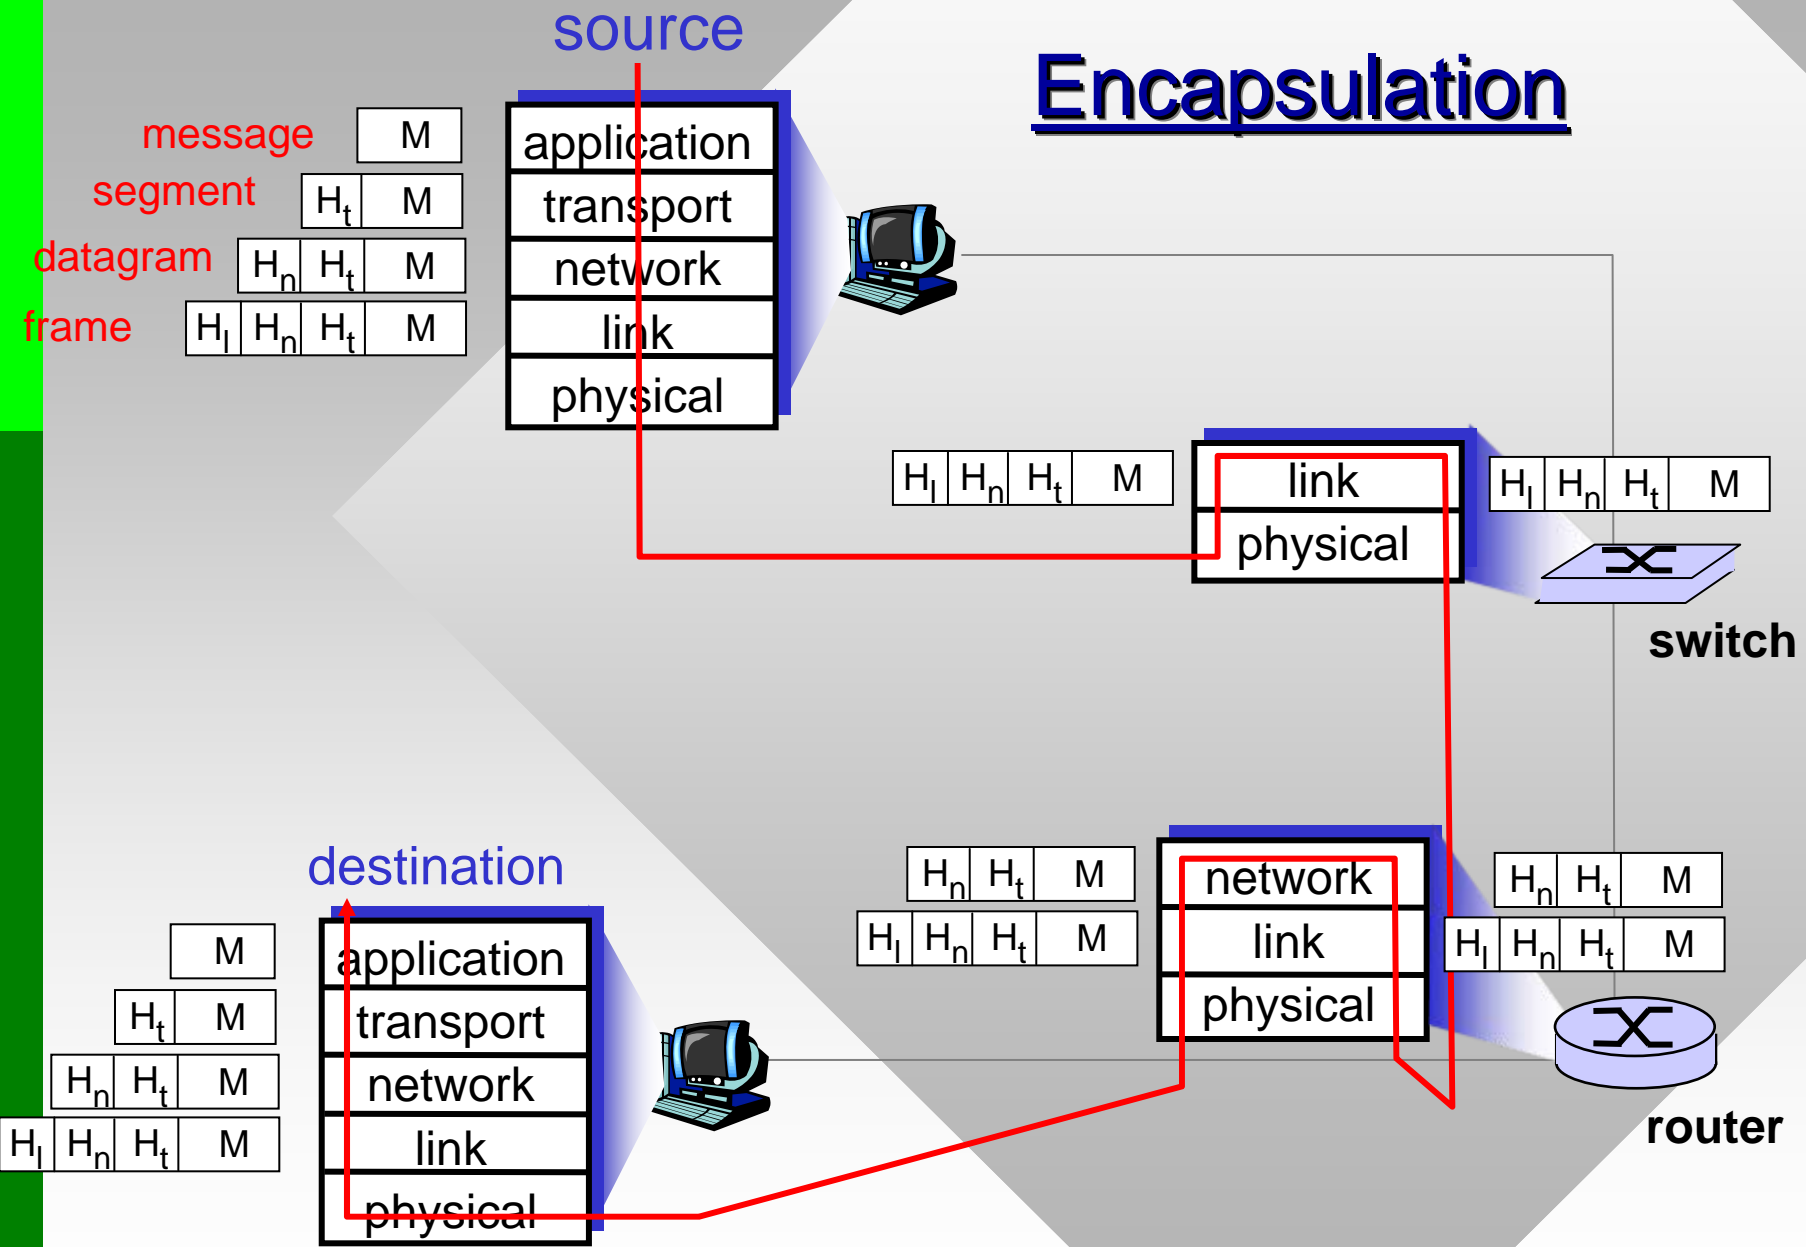 source
Encapsulation
message M
segment Ht M
datagram Hn Ht M
frame Hl Hn Ht M
application
transport
network
link
physical
Hl Hn Ht M
link
physical
Hl Hn Ht M
switch
Hn Ht M
Hl Hn Ht M
network
link
physical
Hn Ht M
Hl Hn Ht M
router
destination
M
Ht M
Hn Ht M
Hl Hn Ht M
application
transport
network
link
physical